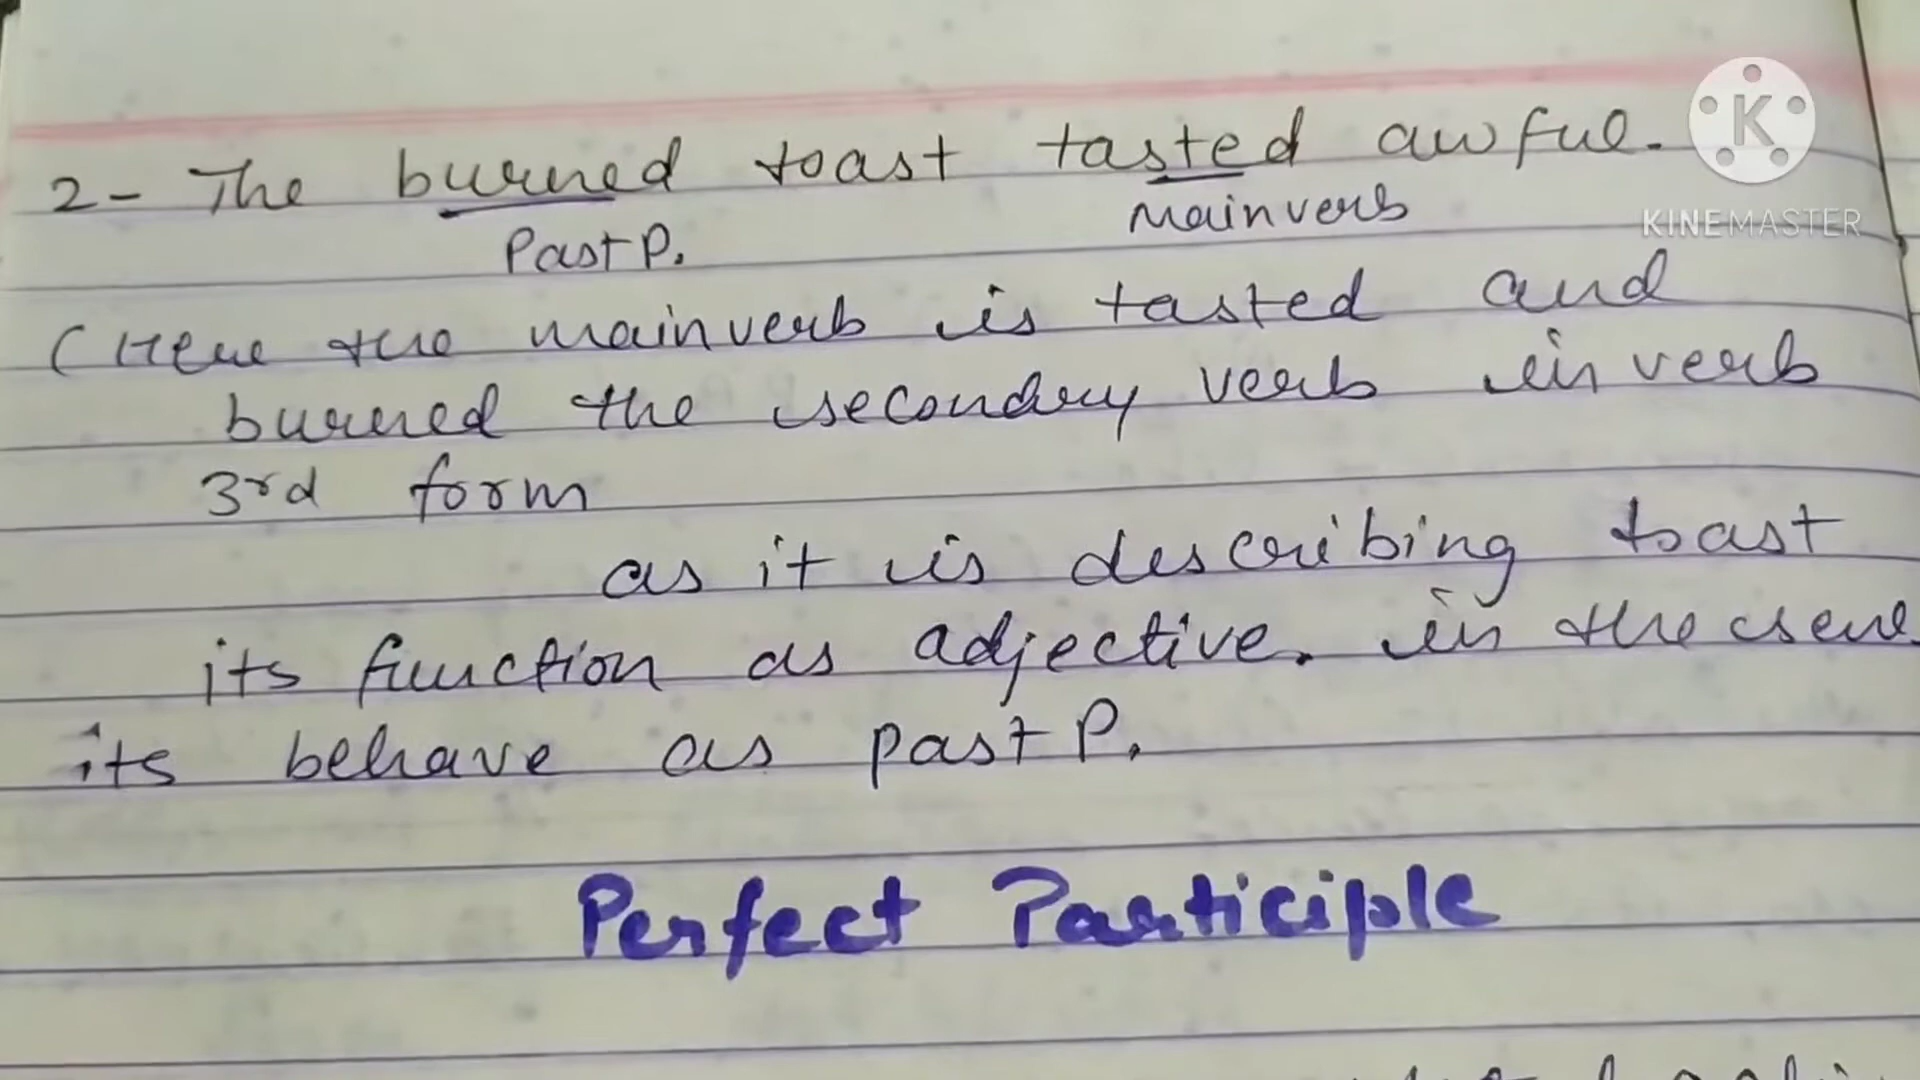 2- The burned toast tasted awful.
Past P. Mainverb
(Here the mainverb is tasted and
burned the secondry verb in verb
3rd form
as it is describing toast
its function as adjective. in the
its behave as past P.
Perfect Participle
K
KINEMASTER